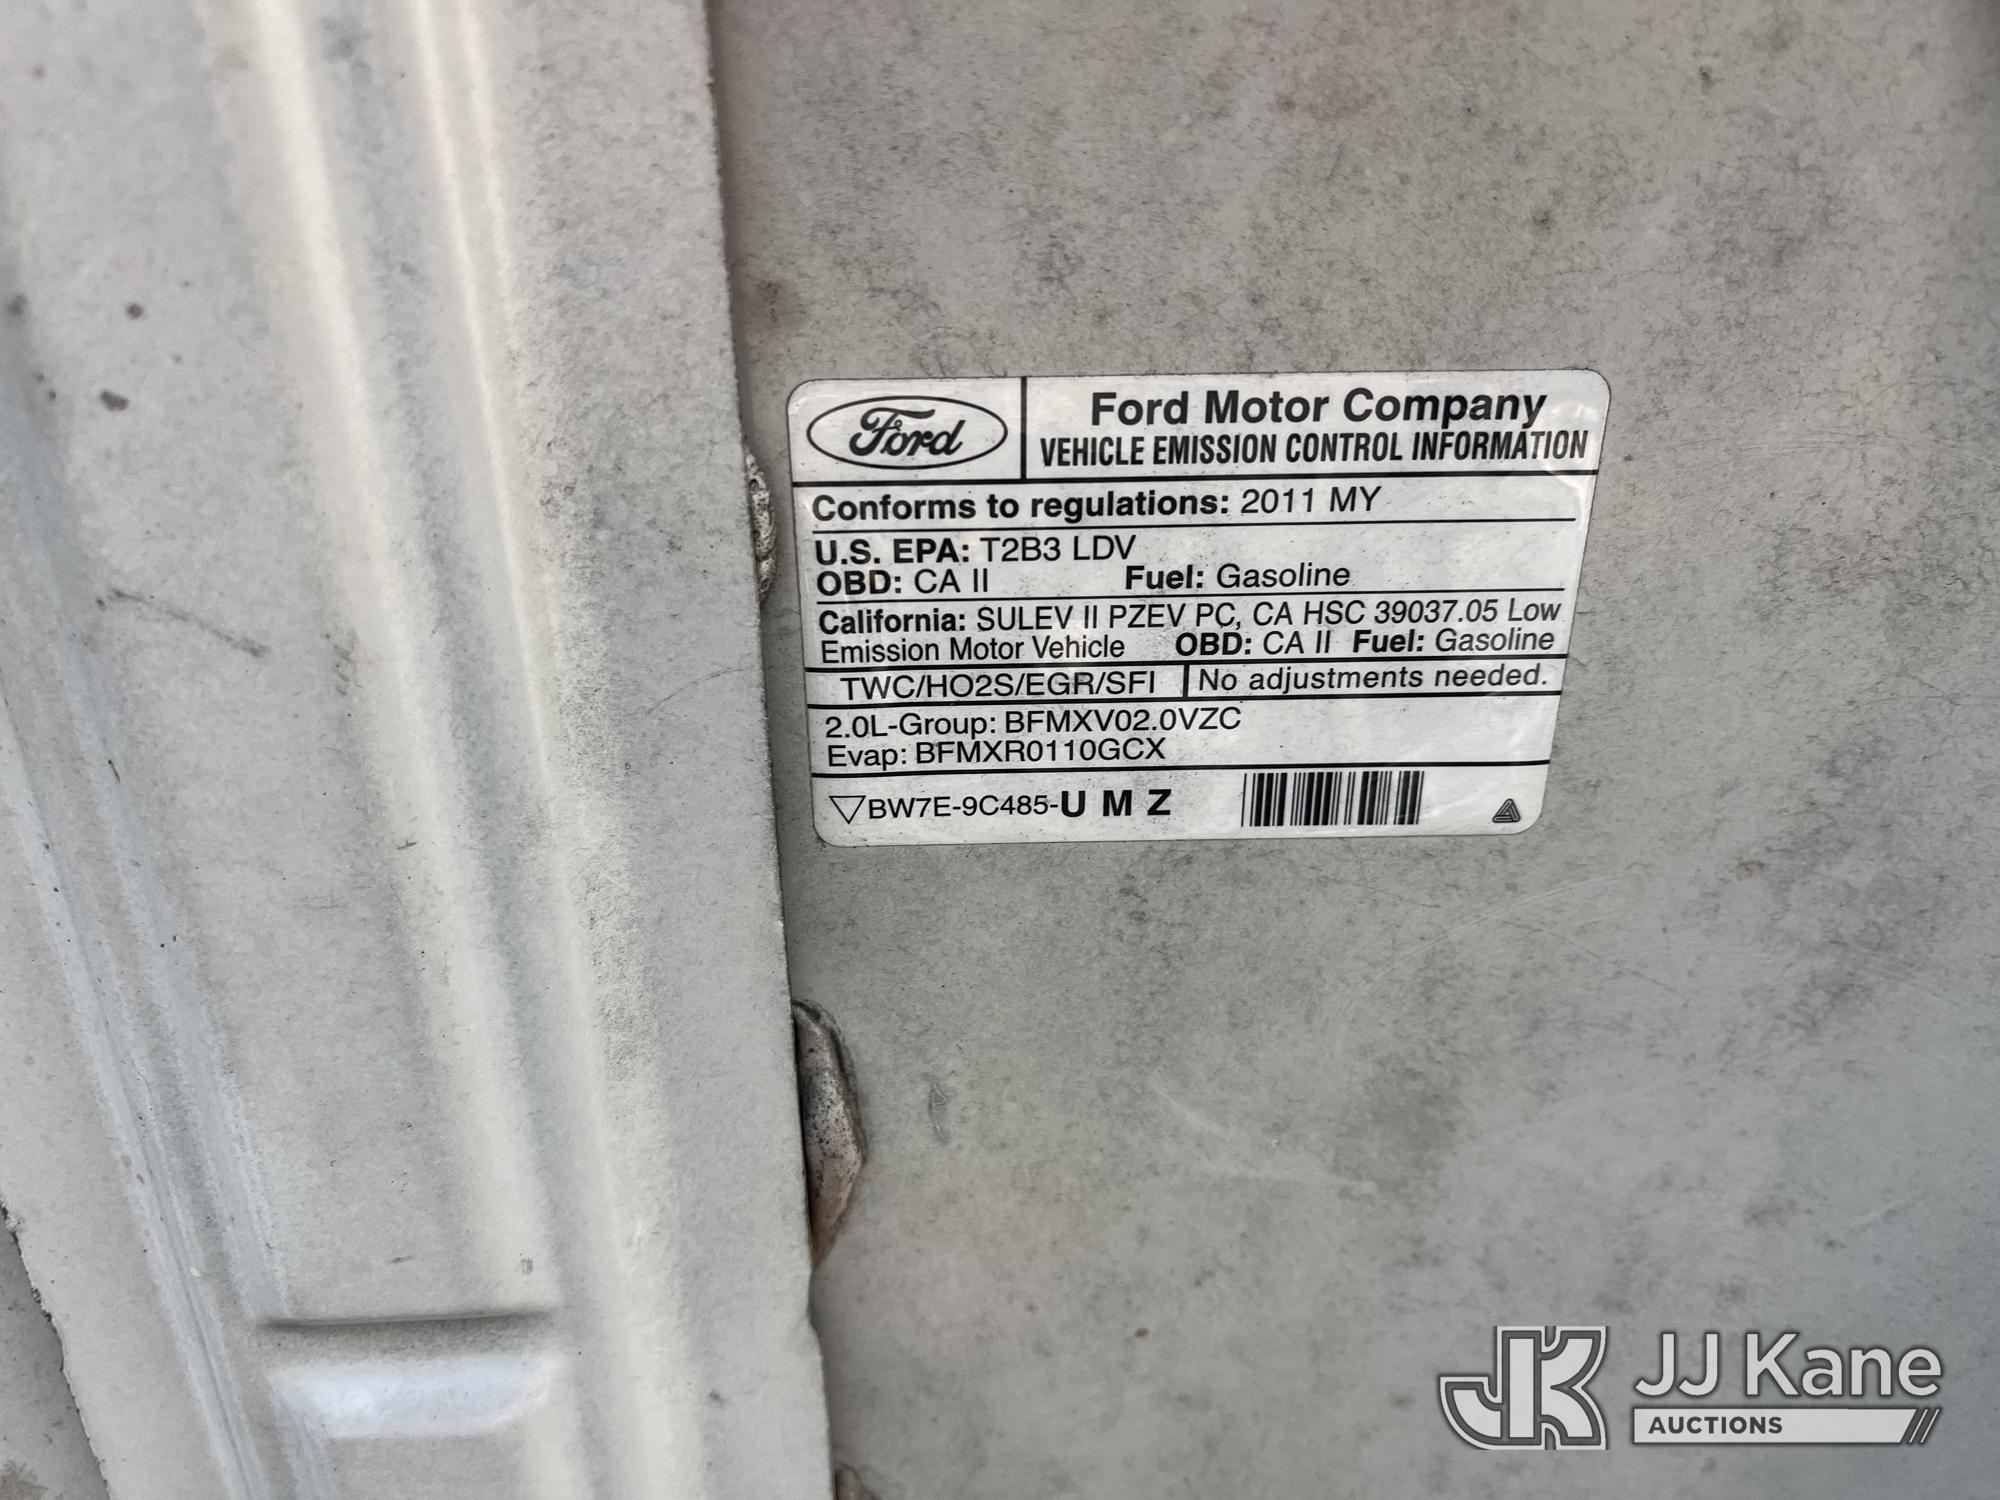 Ford
Ford Motor Company
VEHICLE EMISSION CONTROL INFORMATION
Conforms to regulations: 2011 MY
U.S. EPA: T2B3 LDV
OBD: CA II Fuel: Gasoline
California: SULEV II PZEV PC, CA HSC 39037.05 Low
Emission Motor Vehicle OBD: CA II Fuel: Gasoline
TWC/HO2S/EGR/SFI No adjustments needed.
2.0L-Group: BFMXV02.0VZC
Evap: BFMXR0110GCX
BW7E-9C485-U M Z
JK JJ Kane
AUCTIONS